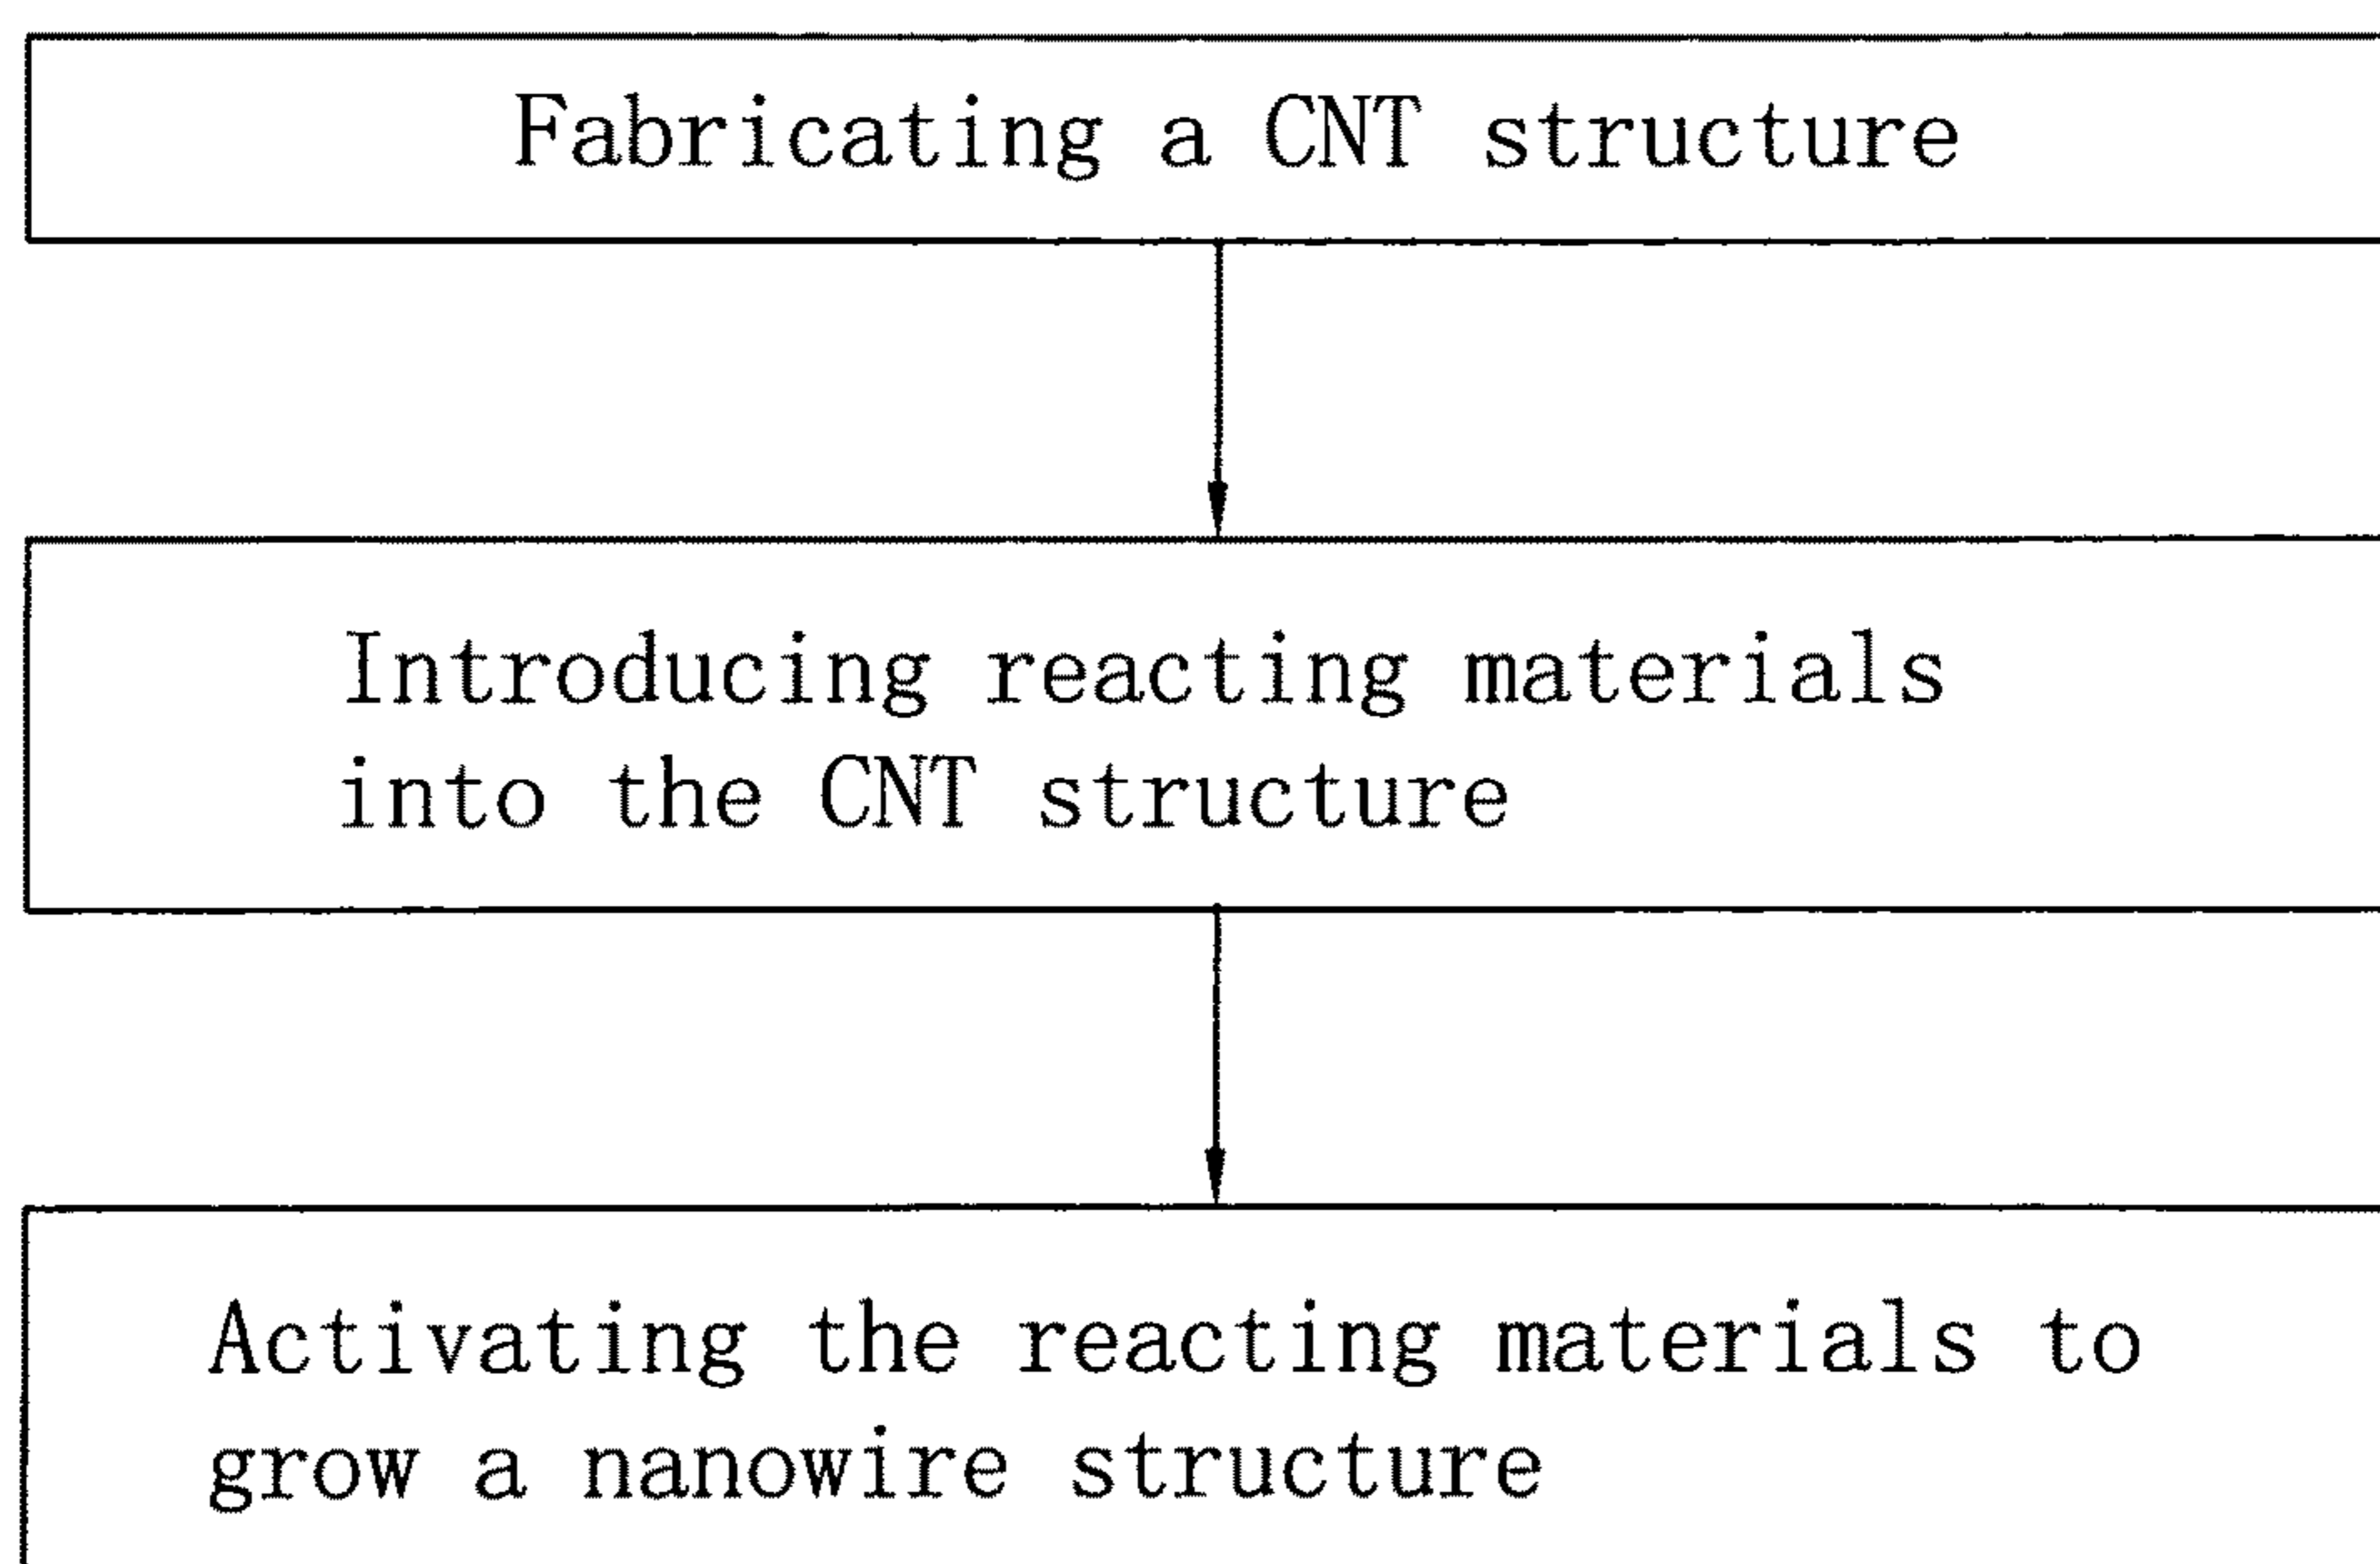 Fabricating a CNT structure
Introducing reacting materials
into the CNT structure
Activating the reacting materials to
grow a nanowire structure